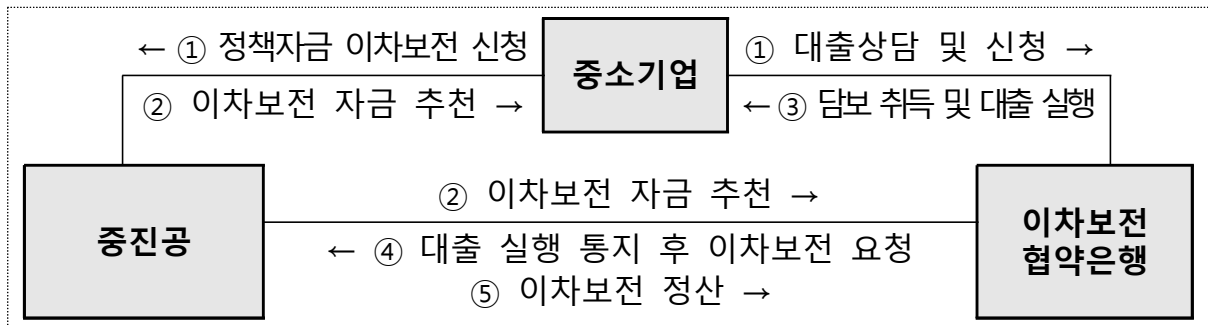 ← ① 정책자금 이차보전 신청
중소기업
① 대출상담 및 신청 →
② 이차보전 자금 추천 →
← ③ 담보 취득 및 대출 실행
중진공
② 이차보전 자금 추천 →
← ④ 대출 실행 통지 후 이차보전 요청
⑤ 이차보전 정산 →
이차보전
협약은행